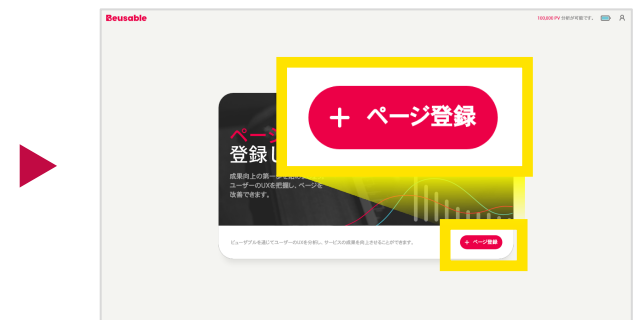 Beusable
100,000 PV 分析が可能です。
＋ ページ登録
ページ
登録し
成果向上の第一
ユーザーのUXを把握し、ページを
改善できます。
ビューザブルを通じてユーザーのUXを分析し、サービスの成果を向上させることができます。
＋ ページ登録